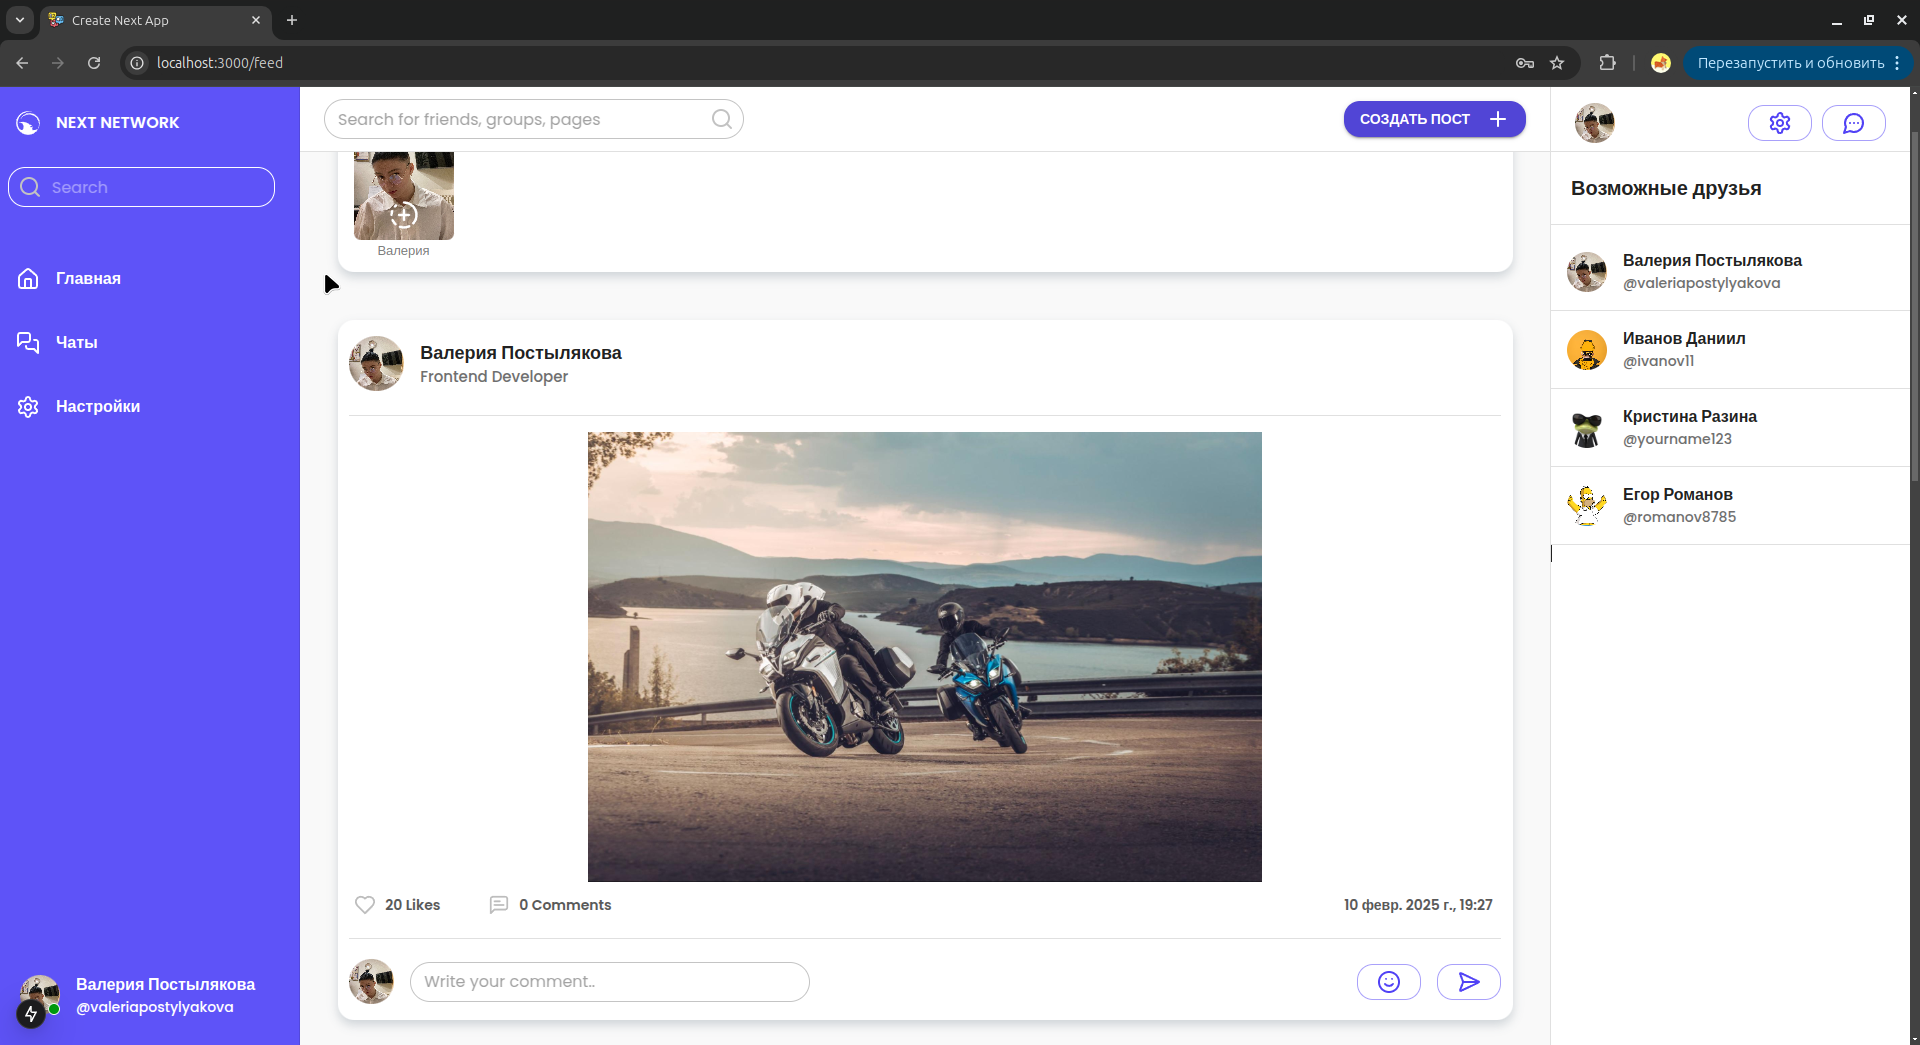 Create Next App
localhost:3000/feed
Перезапустить и обновить
NEXT NETWORK
Search
Главная
Чаты
Настройки
Валерия Постылякова
@valeriapostylyakova
Search for friends, groups, pages
СОЗДАТЬ ПОСТ
Валерия
Валерия Постылякова
Frontend Developer
20 Likes
0 Comments
10 февр. 2025 г., 19:27
Write your comment..
Возможные друзья
Валерия Постылякова
@valeriapostylyakova
Иванов Даниил
@ivanov11
Кристина Разина
@yourname123
Егор Романов
@romanov8785